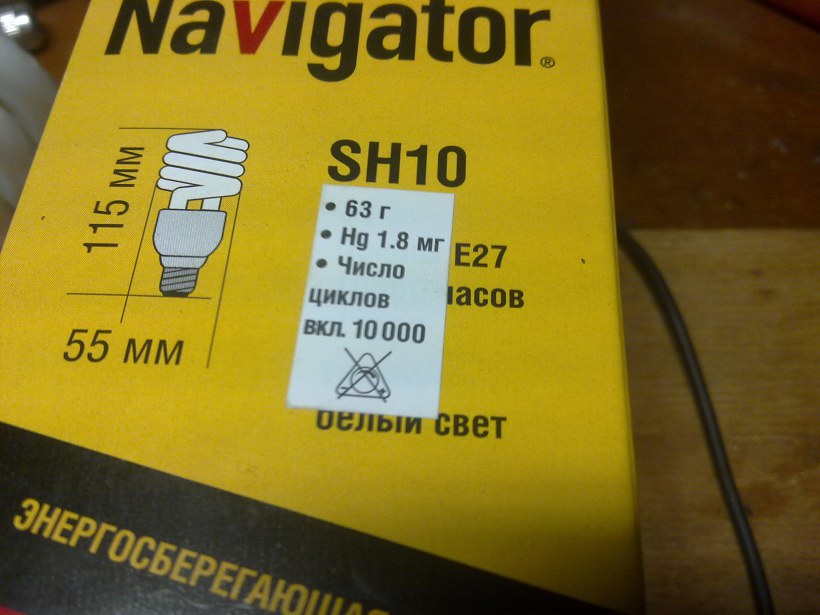 Navigator®
SH10
115 мм
55 мм
• 63 г
• Hg 1.8 мг
• Число
циклов
вкл. 10 000
E27
часов
белый свет
ЭНЕРГОСБЕРЕГАЮЩАЯ